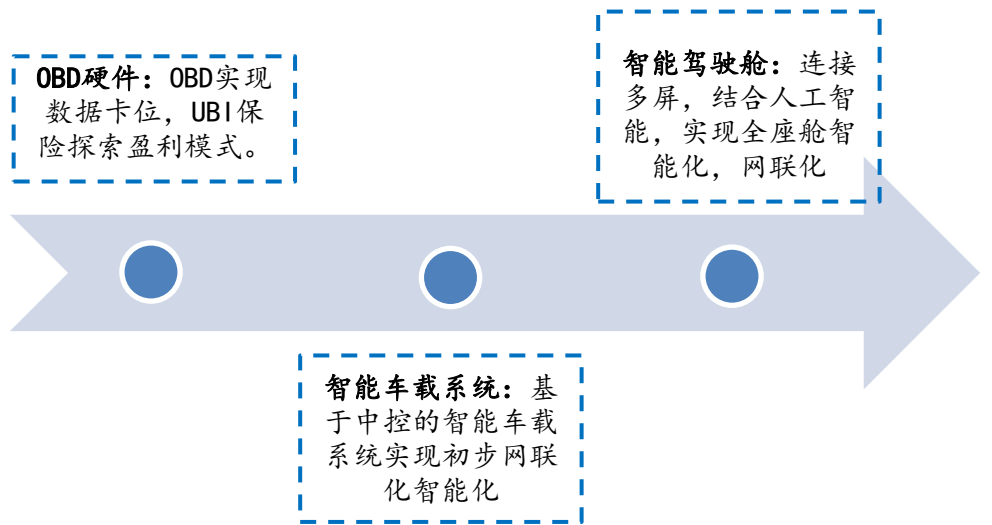 OBD硬件：OBD实现
数据卡位，UBI保
险探索盈利模式。
智能车载系统：基
于中控的智能车载
系统实现初步网联
化智能化
智能驾驶舱：连接
多屏，结合人工智
能，实现全座舱智
能化，网联化